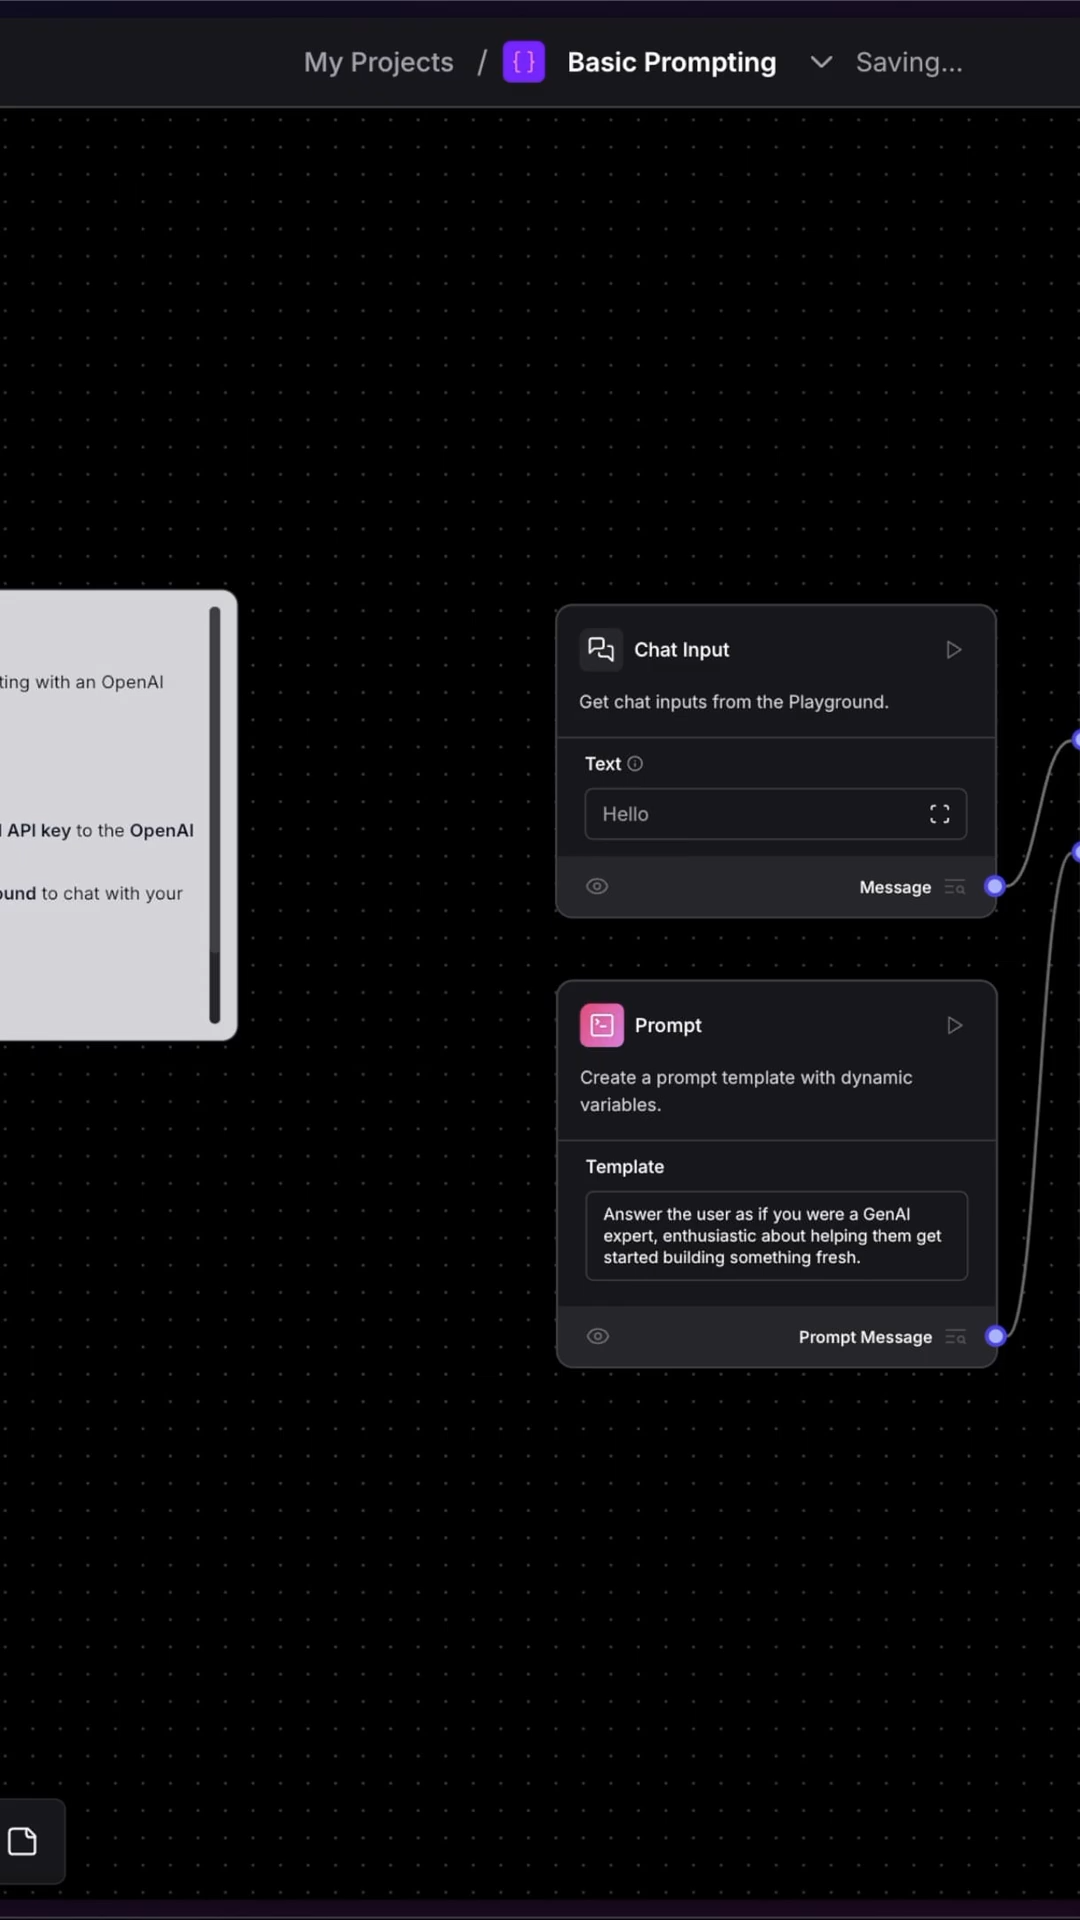 My Projects / Basic Prompting Saving...
ting with an OpenAI
API key to the OpenAI
ound to chat with your
Chat Input
Get chat inputs from the Playground.
Text
Hello
Message
Prompt
Create a prompt template with dynamic
variables.
Template
Answer the user as if you were a GenAI
expert, enthusiastic about helping them get
started building something fresh.
Prompt Message